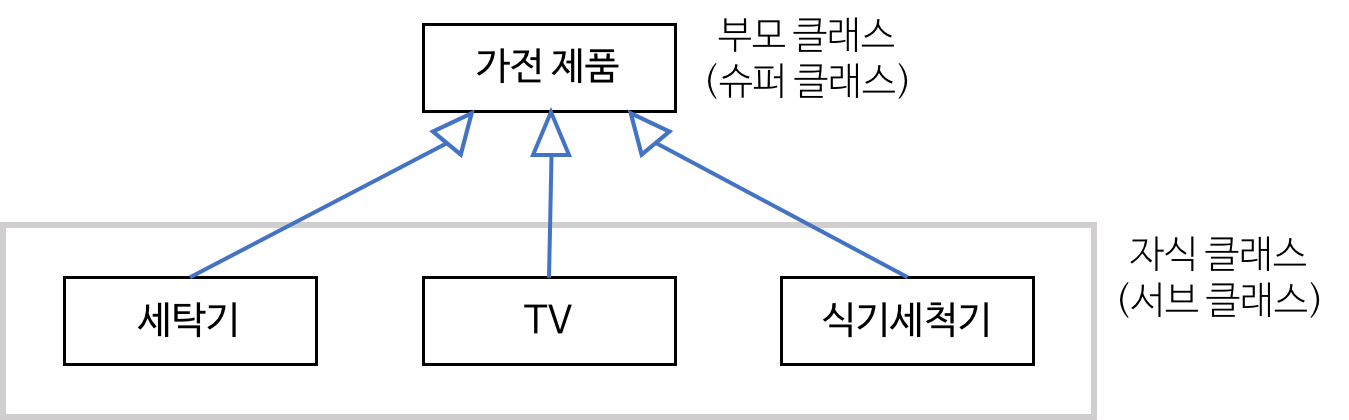 가전 제품
부모 클래스
(슈퍼 클래스)
세탁기
TV
식기세척기
자식 클래스
(서브 클래스)